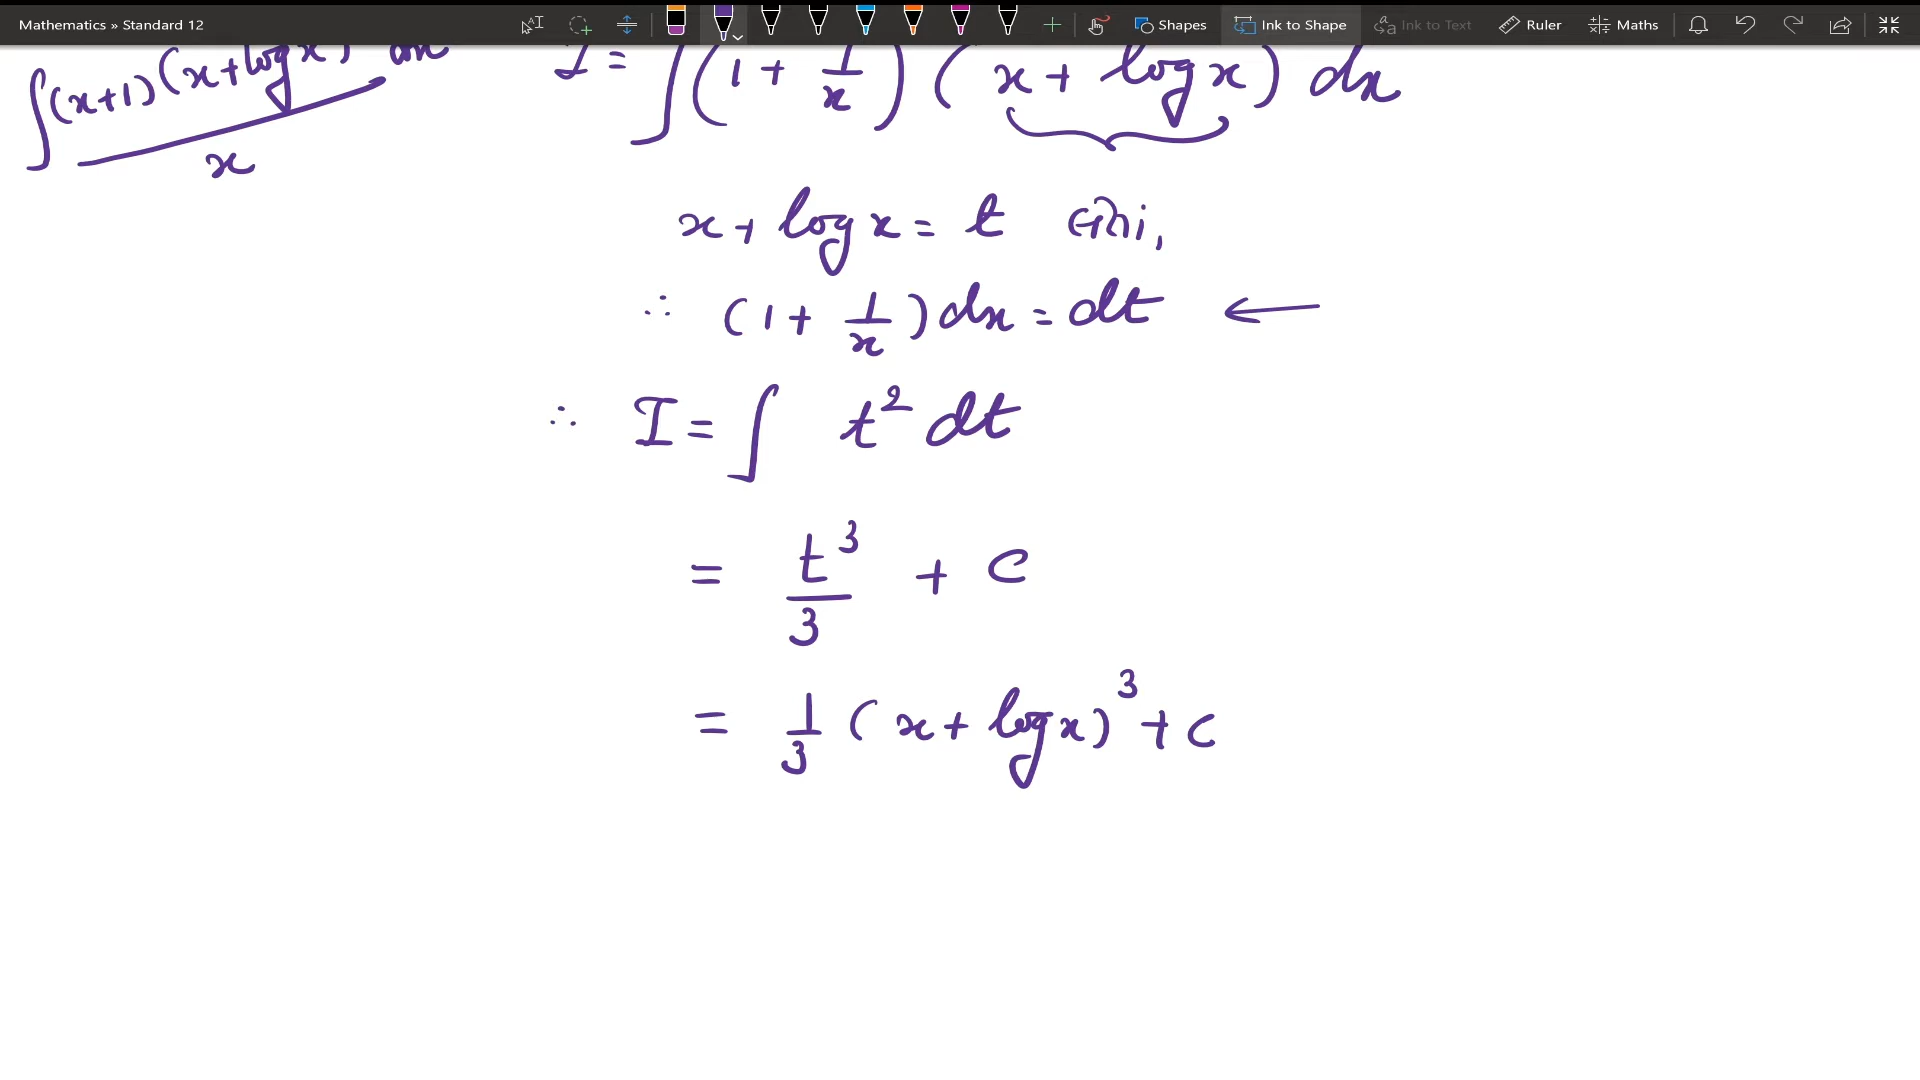 Mathematics » Standard 12
Shapes
Ink to Shape
Ink to Text
Ruler
Maths
∫ (x+1)(x+log x) dx / x
I = ∫ (1 + 1/x) (x + log x) dx
x + log x = t
∴ (1 + 1/x) dx = dt ←
∴ I = ∫ t² dt
= t³/3 + c
= 1/3 (x + log x)³ + c